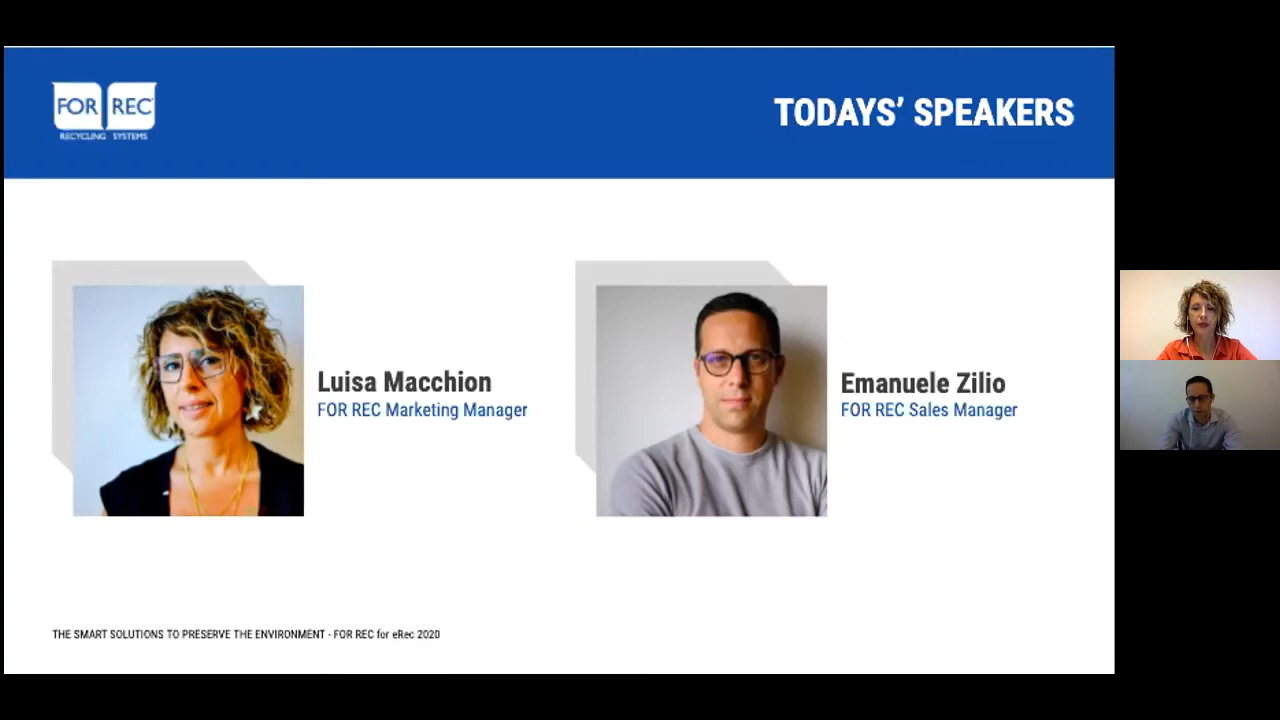 FOR REC
RECYCLING SYSTEMS
TODAYS’ SPEAKERS
Luisa Macchion
FOR REC Marketing Manager
Emanuele Zilio
FOR REC Sales Manager
THE SMART SOLUTIONS TO PRESERVE THE ENVIRONMENT - FOR REC for eRec 2020